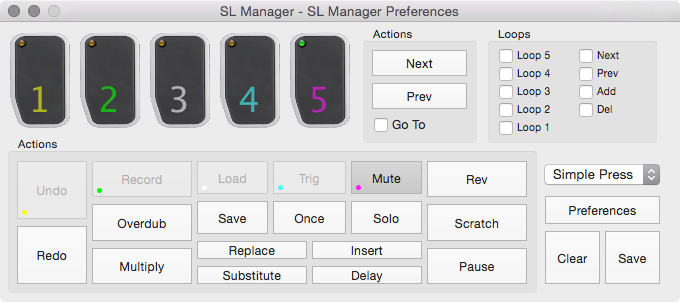 SL Manager - SL Manager Preferences
1 2 3 4 5
Actions
Next
Prev
Go To
Loops
Loop 5 Next
Loop 4 Prev
Loop 3 Add
Loop 2 Del
Loop 1
Actions
Undo Record Load Trig Mute Rev
Overdub Save Once Solo Scratch
Redo Multiply Replace Insert Pause
Substitute Delay
Simple Press
Preferences
Clear Save